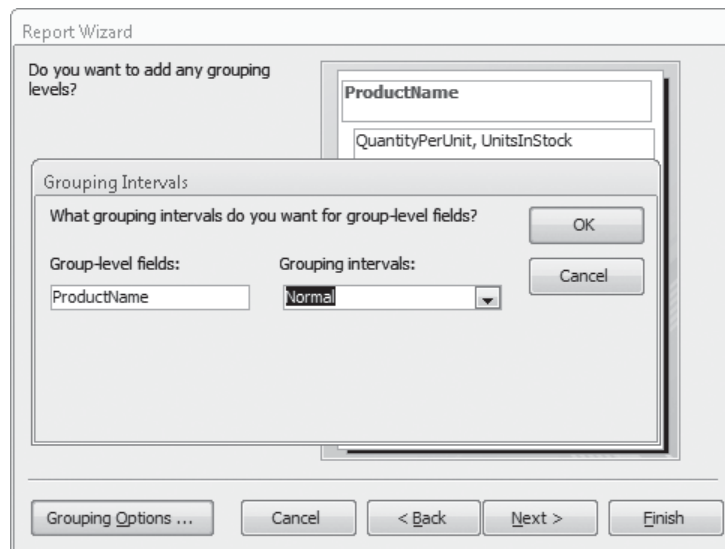 Report Wizard
Do you want to add any grouping
levels?
ProductName
QuantityPerUnit, UnitsInStock
Grouping Intervals
What grouping intervals do you want for group-level fields?
OK
Group-level fields:
Grouping intervals:
Cancel
ProductName
Normal
Grouping Options ...
Cancel
< Back
Next >
Finish